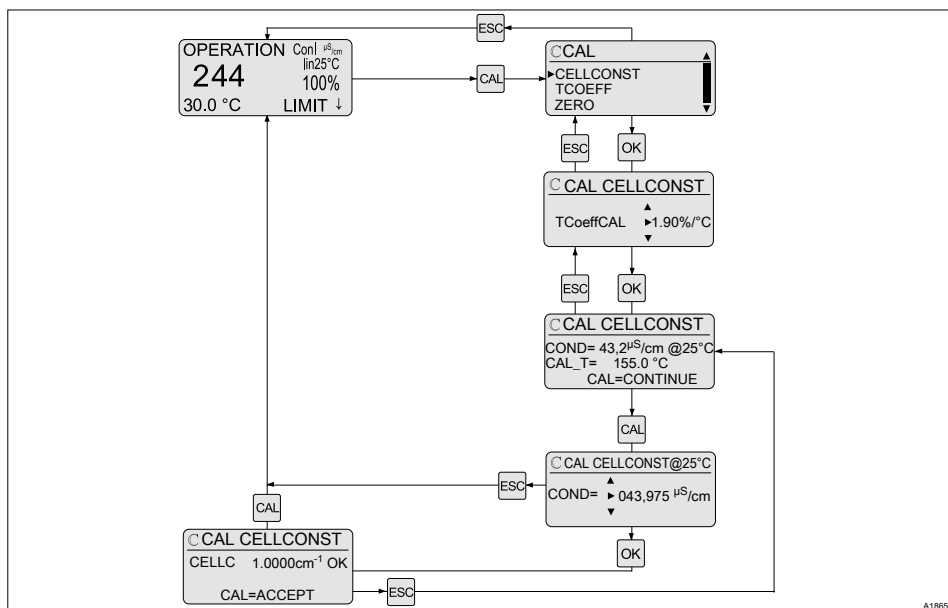 ESC
OPERATION Con| µS/cm
lin25°C
244
100%
30.0 °C LIMIT ↓
CAL
ℂCAL
▲
►CELLCONST
TCOEFF
ZERO
▼
ESC
OK
ℂ CAL CELLCONST
▲
TCoeffCAL ►1.90%/°C
▼
ESC
OK
ℂ CAL CELLCONST
COND= 43,2µS/cm @25°C
CAL_T= 155.0 °C
CAL=CONTINUE
CAL
ℂ CAL CELLCONST@25°C
▲
COND= ► 043,975 µS/cm
▼
ESC
OK
CAL
ℂ CAL CELLCONST
CELLC 1.0000cm⁻¹ OK
CAL=ACCEPT
ESC
A1865